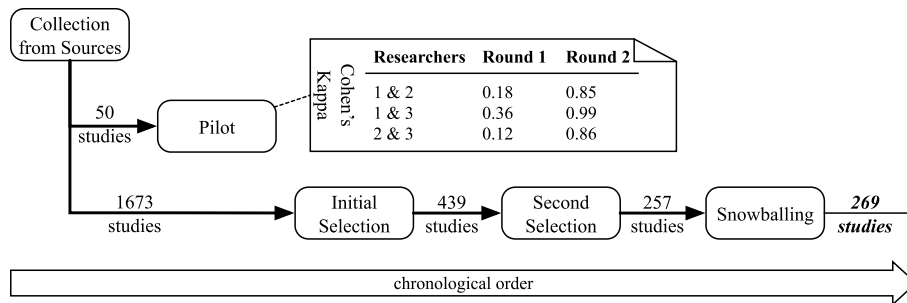 Collection
from Sources
50
studies
Pilot
Cohen's
Kappa
Researchers Round 1 Round 2
1 & 2 0.18 0.85
1 & 3 0.36 0.99
2 & 3 0.12 0.86
1673
studies
Initial
Selection
439
studies
Second
Selection
257
studies
Snowballing
269
studies
chronological order